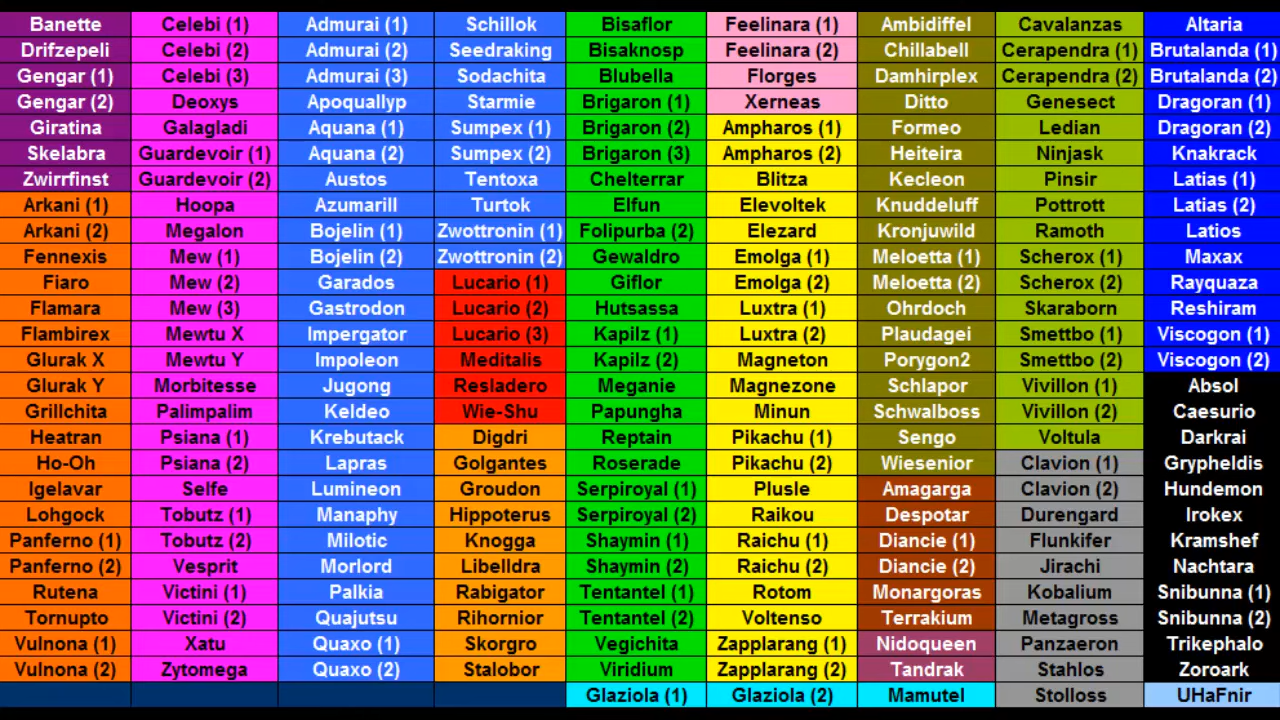 Banette Celebi (1) Admurai (1) Schillok Bisaflor Feelinara (1) Ambidiffel Cavalanzas Altaria
Drifzepeli Celebi (2) Admurai (2) Seedraking Bisaknosp Feelinara (2) Chillabell Cerapendra (1) Brutalanda (1)
Gengar (1) Celebi (3) Admurai (3) Sodachita Blubella Florges Damhirplex Cerapendra (2) Brutalanda (2)
Gengar (2) Deoxys Apoquallyp Starmie Brigaron (1) Xerneas Ditto Genesect Dragoran (1)
Giratina Galagladi Aquana (1) Sumpex (1) Brigaron (2) Ampharos (1) Formeo Ledian Dragoran (2)
Skelabra Guardevoir (1) Aquana (2) Sumpex (2) Brigaron (3) Ampharos (2) Heiteira Ninjask Knakrack
Zwirrfinst Guardevoir (2) Austos Tentoxa Chelterrar Blitza Kecleon Pinsir Latias (1)
Arkani (1) Hoopa Azumarill Turtok Elfun Elevoltek Knuddeluff Pottrott Latias (2)
Arkani (2) Megalon Bojelin (1) Zwottronin (1) Folipurba (2) Elezard Kronjuwild Ramoth Latios
Fennexis Mew (1) Bojelin (2) Zwottronin (2) Gewaldro Emolga (1) Meloetta (1) Scherox (1) Maxax
Fiaro Mew (2) Garados Lucario (1) Giflor Emolga (2) Meloetta (2) Scherox (2) Rayquaza
Flamara Mew (3) Gastrodon Lucario (2) Hutsassa Luxtra (1) Ohrdoch Skaraborn Reshiram
Flambirex Mewtu X Impergator Lucario (3) Kapilz (1) Luxtra (2) Plaudagei Smettbo (1) Viscogon (1)
Glurak X Mewtu Y Impoleon Meditalis Kapilz (2) Magneton Porygon2 Smettbo (2) Viscogon (2)
Glurak Y Morbitesse Jugong Resladero Meganie Magnezone Schlapor Vivillon (1) Absol
Grillchita Palimpalim Keldeo Wie-Shu Papungha Minun Schwalboss Vivillon (2) Caesurio
Heatran Psiana (1) Krebutack Digdri Reptain Pikachu (1) Sengo Voltula Darkrai
Ho-Oh Psiana (2) Lapras Golgantes Roserade Pikachu (2) Wiesenior Clavion (1) Grypheldis
Igelavar Selfe Lumineon Groudon Serpiroyal (1) Plusle Amagarga Clavion (2) Hundemon
Lohgock Tobutz (1) Manaphy Hippoterus Serpiroyal (2) Raikou Despotar Durengard Irokex
Panferno (1) Tobutz (2) Milotic Knogga Shaymin (1) Raichu (1) Diancie (1) Flunkifer Kramshef
Panferno (2) Vesprit Morlord Libelldra Shaymin (2) Raichu (2) Diancie (2) Jirachi Nachtara
Rutena Victini (1) Palkia Rabigator Tentantel (1) Rotom Monargoras Kobalium Snibunna (1)
Tornupto Victini (2) Quajutsu Rihornior Tentantel (2) Voltenso Terrakium Metagross Snibunna (2)
Vulnona (1) Xatu Quaxo (1) Skorgro Vegichita Zapplarang (1) Nidoqueen Panzaeron Trikephalo
Vulnona (2) Zytomega Quaxo (2) Stalobor Viridium Zapplarang (2) Tandrak Stahlos Zoroark
Glaziola (1) Glaziola (2) Mamutel Stolloss UHaFnir